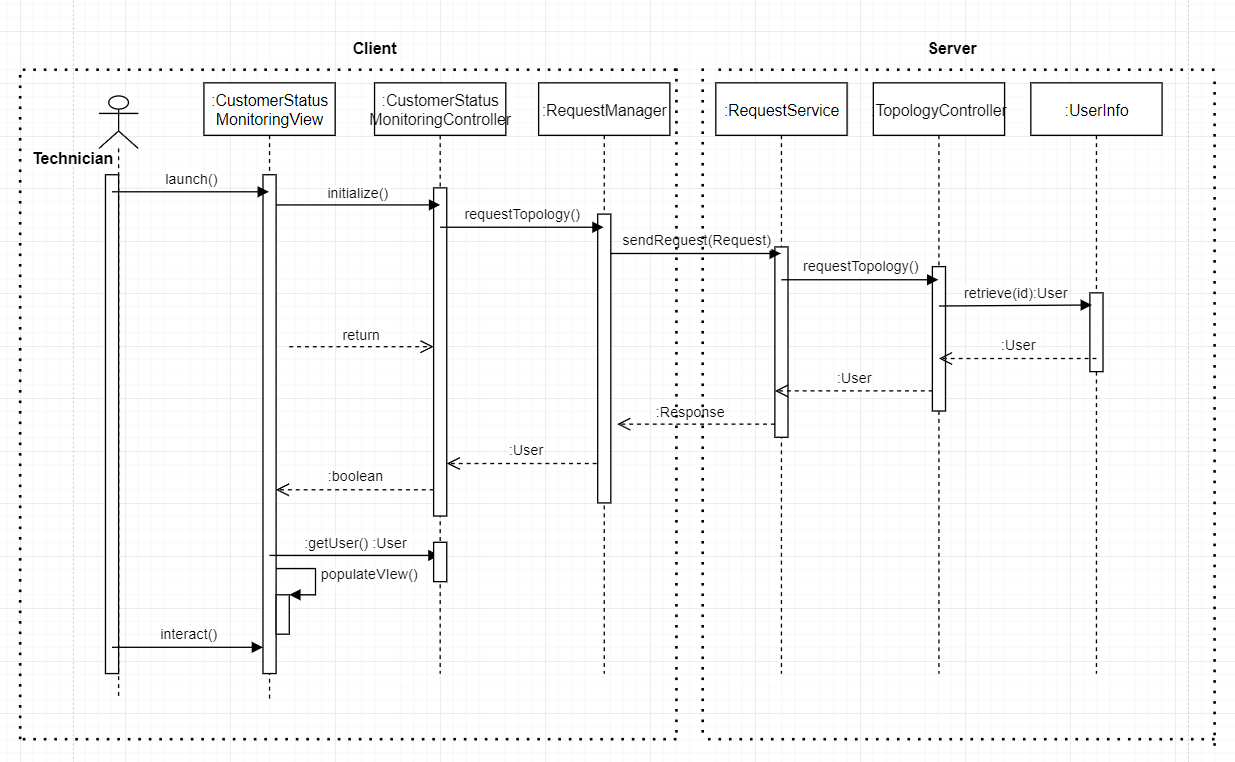 Client
Server
:CustomerStatus
MonitoringView
:CustomerStatus
MonitoringController
:RequestManager
:RequestService
TopologyController
:UserInfo
Technician
launch()
initialize()
requestTopology()
sendRequest(Request)
requestTopology()
retrieve(id):User
return
:User
:User
:Response
:User
:boolean
:getUser() :User
populateVIew()
interact()